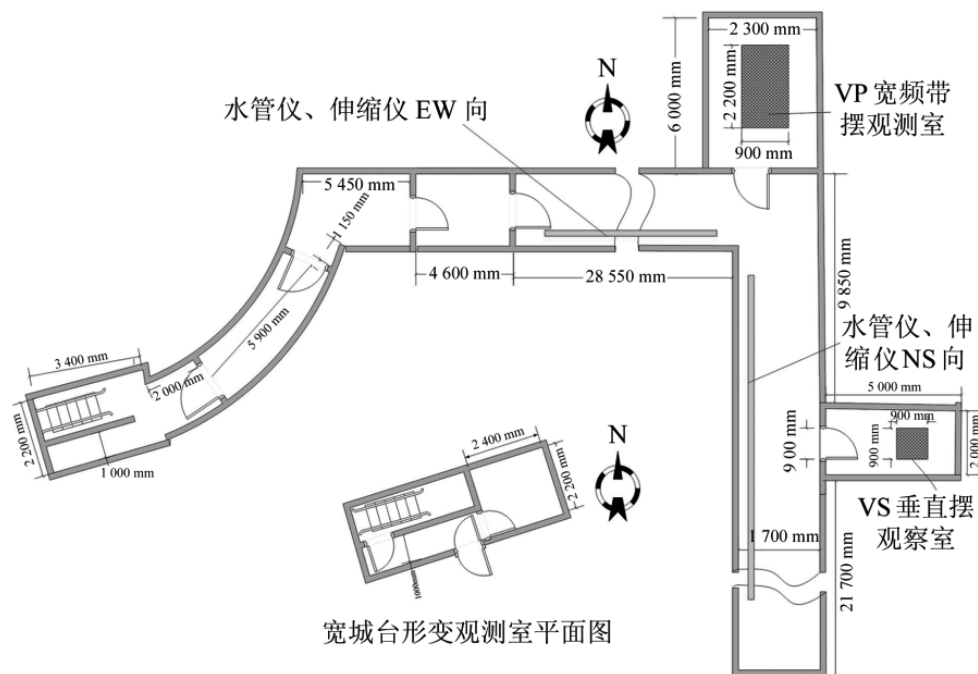 2 300 mm
N
6 000 mm
2 200 mm
VP 宽频带
摆观测室
水管仪、伸缩仪 EW 向
900 mm
5 450 mm
1 150 mm
4 600 mm
28 550 mm
9 850 mm
5 900 mm
水管仪、伸
缩仪 NS 向
3 400 mm
2 000 mm
5 000 mm
2 200 mm
1 000 mm
900 mm
900 mm
900 mm
2 000 mm
2 400 mm
N
2 200 mm
VS 垂直摆
观察室
1 700 mm
1000mm
21 700 mm
宽城台形变观测室平面图